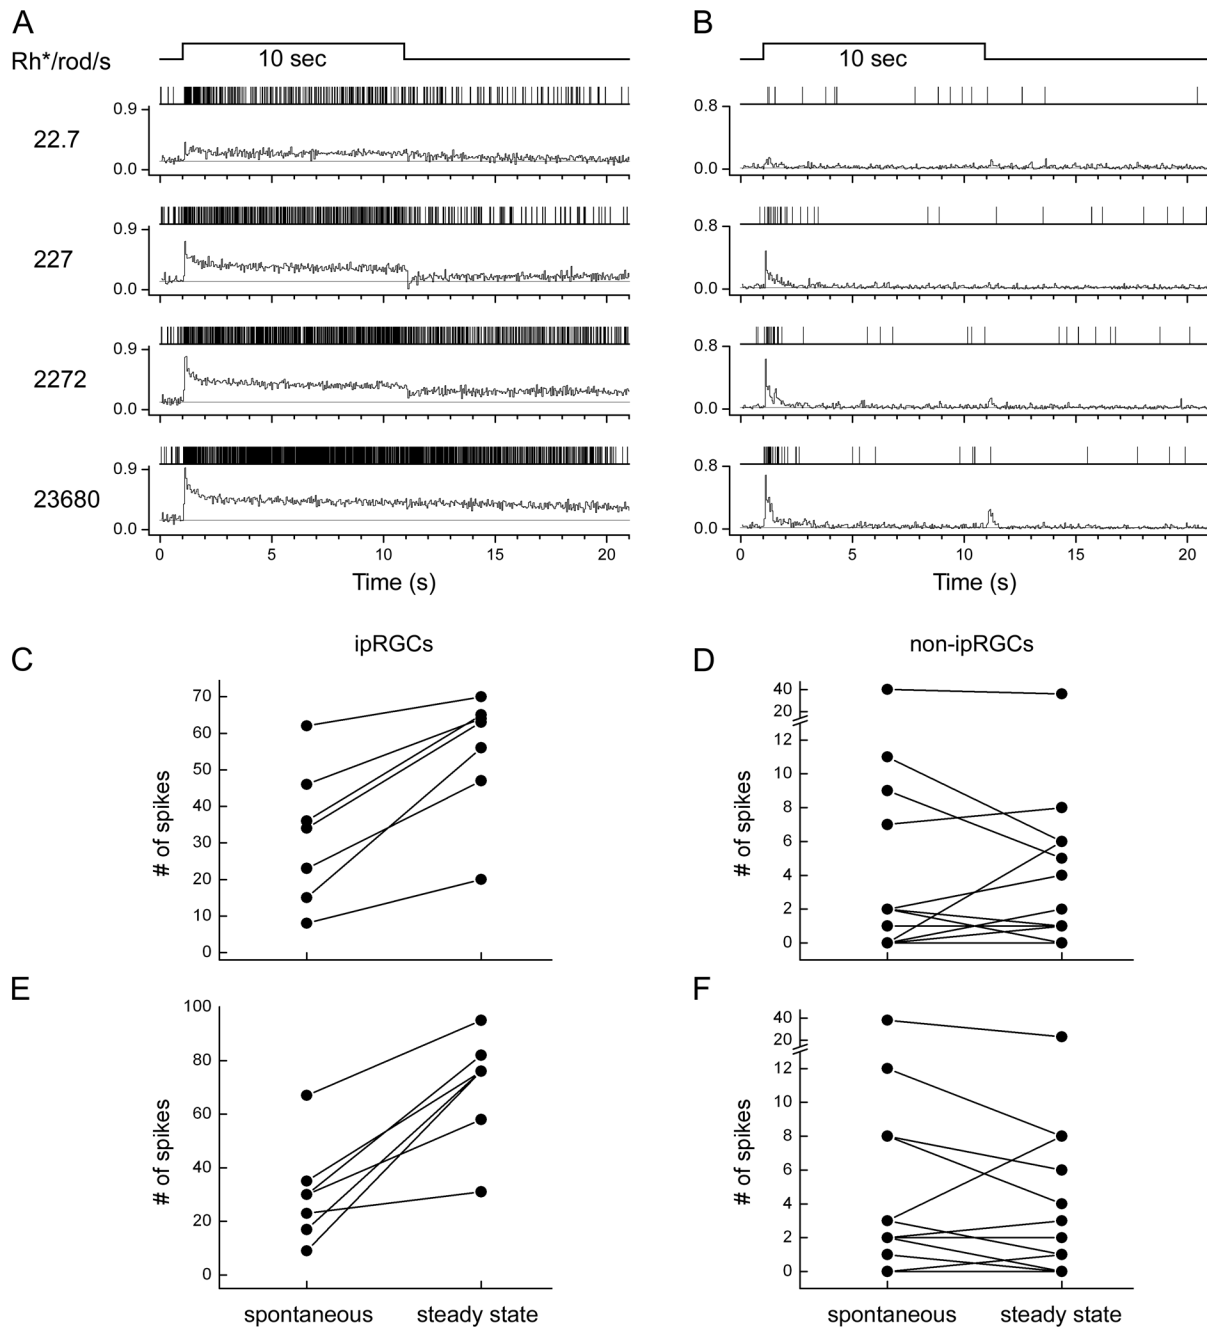 A
B
Rh*/rod/s
10 sec
10 sec
0.9
0.8
22.7
0.0
0.0
0.9
0.8
227
0.0
0.0
0.9
0.8
2272
0.0
0.0
0.9
0.8
23680
0.0
0.0
0 5 10 15 20
0 5 10 15 20
Time (s)
Time (s)
C
ipRGCs
D
non-ipRGCs
70
60
50
40
30
20
10
0
# of spikes
40
20
12
10
8
6
4
2
0
# of spikes
E
F
100
80
60
40
20
0
# of spikes
spontaneous steady state
40
20
12
10
8
6
4
2
0
# of spikes
spontaneous steady state